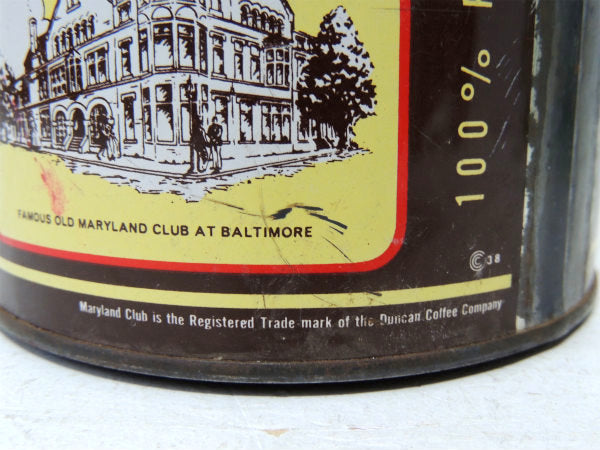 FAMOUS OLD MARYLAND CLUB AT BALTIMORE
100%
38
Maryland Club is the Registered Trade mark of the Duncan Coffee Company